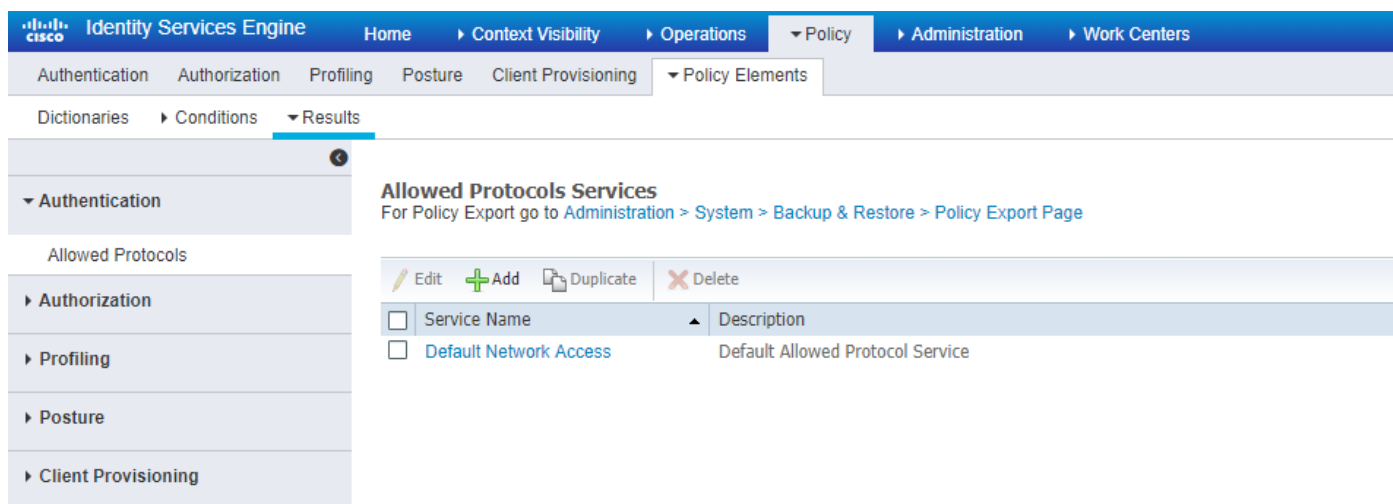 cisco Identity Services Engine Home Context Visibility Operations Policy Administration Work Centers
Authentication Authorization Profiling Posture Client Provisioning Policy Elements
Dictionaries Conditions Results
Authentication
Allowed Protocols
Authorization
Profiling
Posture
Client Provisioning
Allowed Protocols Services
For Policy Export go to Administration > System > Backup & Restore > Policy Export Page
Edit Add Duplicate Delete
Service Name Description
Default Network Access Default Allowed Protocol Service